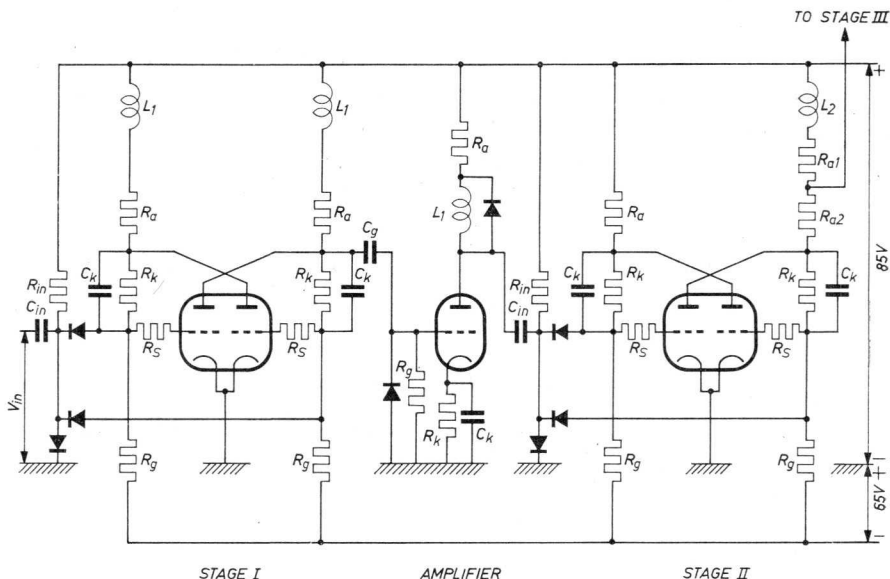 TO STAGE III
+
L1
L1
L2
Ra
Ra1
Ra
Ra
L1
Ra
Ra2
Cg
85V
Rin
Ck
Rk
Rk
Ck
Rin
Ck
Rk
Rk
Ck
Cin
Cin
RS
RS
RS
RS
Vin
Rg
Rk
Ck
Rg
Rg
Rg
Rg
−
+
65V
−
STAGE I
AMPLIFIER
STAGE II